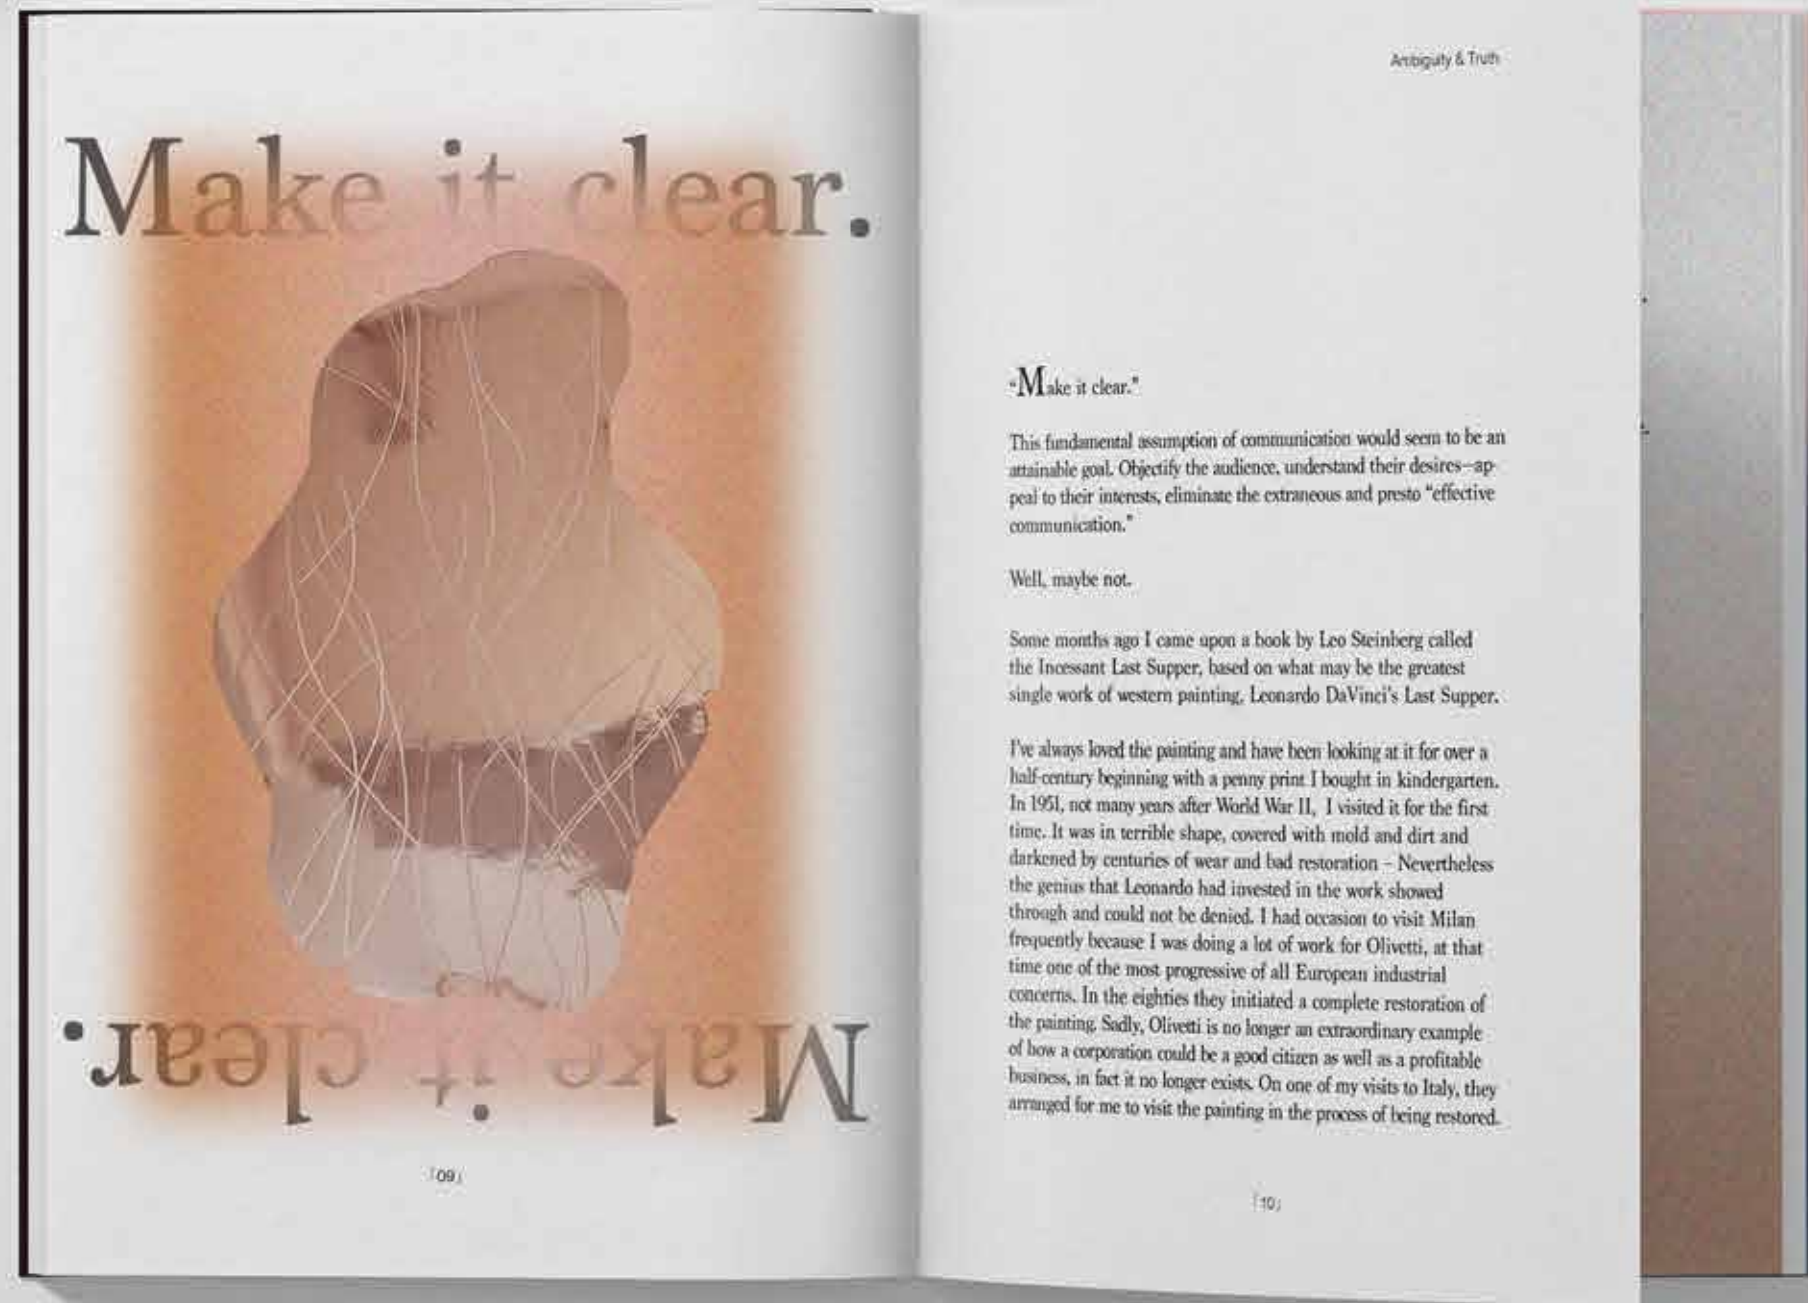 Make it clear.
Make it clear.
「09」
Ambiguity & Truth
“Make it clear.”
This fundamental assumption of communication would seem to be an
attainable goal. Objectify the audience, understand their desires—ap-
peal to their interests, eliminate the extraneous and presto “effective
communication.”
Well, maybe not.
Some months ago I came upon a book by Leo Steinberg called
the Incessant Last Supper, based on what may be the greatest
single work of western painting, Leonardo DaVinci's Last Supper.
I've always loved the painting and have been looking at it for over a
half-century beginning with a penny print I bought in kindergarten.
In 1951, not many years after World War II, I visited it for the first
time. It was in terrible shape, covered with mold and dirt and
darkened by centuries of wear and bad restoration – Nevertheless
the genius that Leonardo had invested in the work showed
through and could not be denied. I had occasion to visit Milan
frequently because I was doing a lot of work for Olivetti, at that
time one of the most progressive of all European industrial
concerns. In the eighties they initiated a complete restoration of
the painting. Sadly, Olivetti is no longer an extraordinary example
of how a corporation could be a good citizen as well as a profitable
business, in fact it no longer exists. On one of my visits to Italy, they
arranged for me to visit the painting in the process of being restored.
「10」